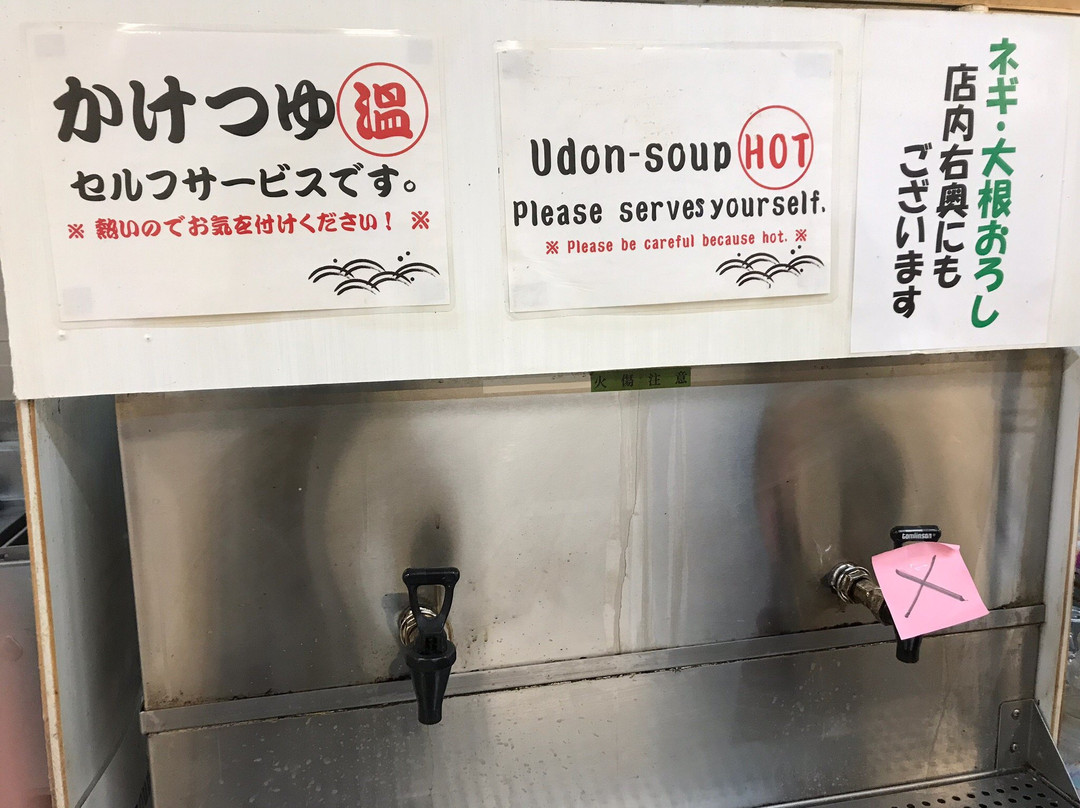 かけつゆ 温
セルフサービスです。
※ 熱いのでお気を付けください！ ※
Udon-soup HOT
Please serves yourself.
※ Please be careful because hot. ※
ネギ・大根おろし
店内右奥にも
ございます
火傷注意
tomlinson
×